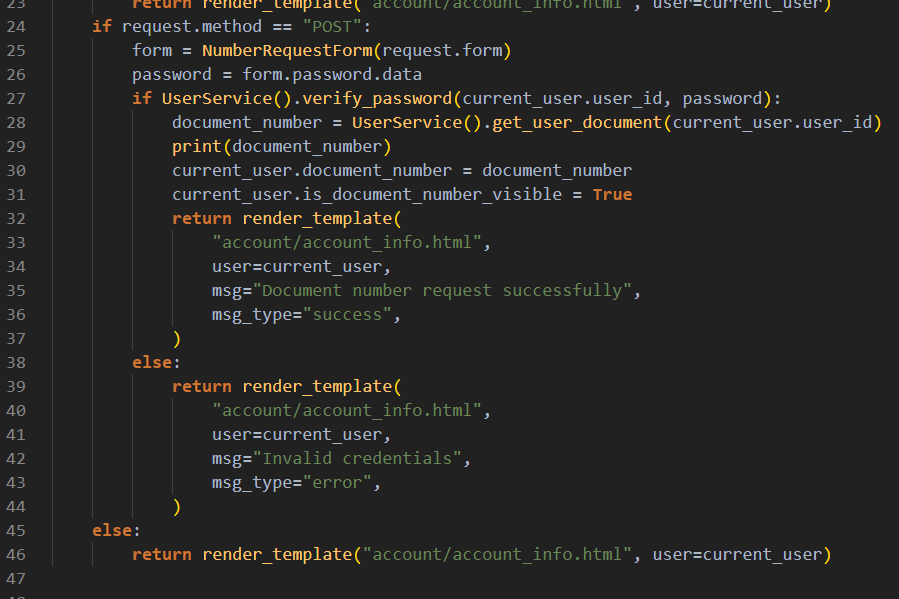 23 return render_template("account/account_info.html", user=current_user)
24 if request.method == "POST":
25 form = NumberRequestForm(request.form)
26 password = form.password.data
27 if UserService().verify_password(current_user.user_id, password):
28 document_number = UserService().get_user_document(current_user.user_id)
29 print(document_number)
30 current_user.document_number = document_number
31 current_user.is_document_number_visible = True
32 return render_template(
33 "account/account_info.html",
34 user=current_user,
35 msg="Document number request successfully",
36 msg_type="success",
37 )
38 else:
39 return render_template(
40 "account/account_info.html",
41 user=current_user,
42 msg="Invalid credentials",
43 msg_type="error",
44 )
45 else:
46 return render_template("account/account_info.html", user=current_user)
47